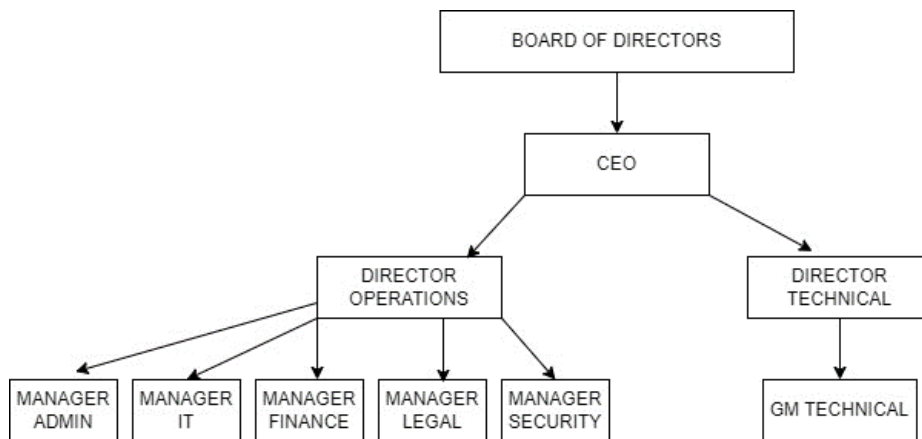 BOARD OF DIRECTORS
CEO
DIRECTOR
OPERATIONS
DIRECTOR
TECHNICAL
MANAGER
ADMIN
MANAGER
IT
MANAGER
FINANCE
MANAGER
LEGAL
MANAGER
SECURITY
GM TECHNICAL